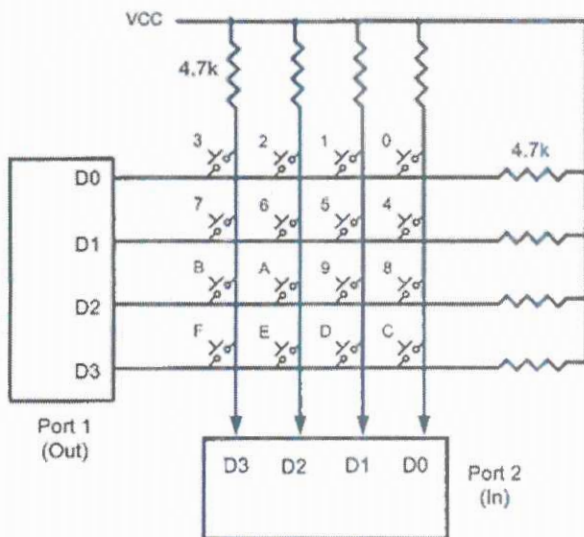 VCC
4.7k
3 2 1 0
4.7k
D0
7 6 5 4
D1
B A 9 8
D2
F E D C
D3
Port 1
(Out)
D3 D2 D1 D0
Port 2
(In)